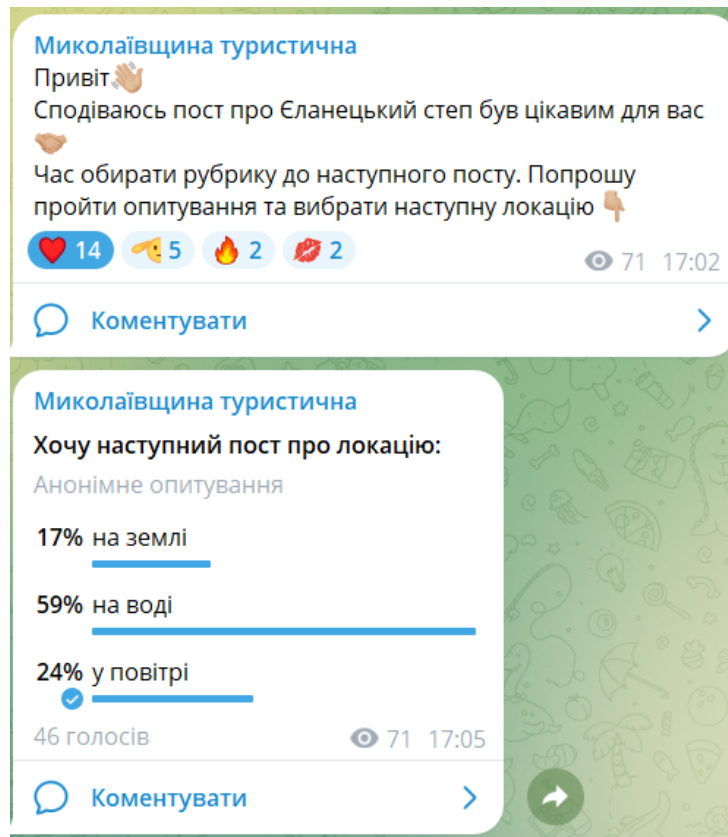 Миколаївщина туристична
Привіт👋🏼
Сподіваюсь пост про Єланецький степ був цікавим для вас
🤝🏼
Час обирати рубрику до наступного посту. Попрошу
пройти опитування та вибрати наступну локацію 👇🏼
❤️ 14 🫡 5 🔥 2 💋 2 71 17:02
Коментувати
Миколаївщина туристична
Хочу наступний пост про локацію:
Анонімне опитування
17% на землі
59% на воді
24% у повітрі
46 голосів 71 17:05
Коментувати